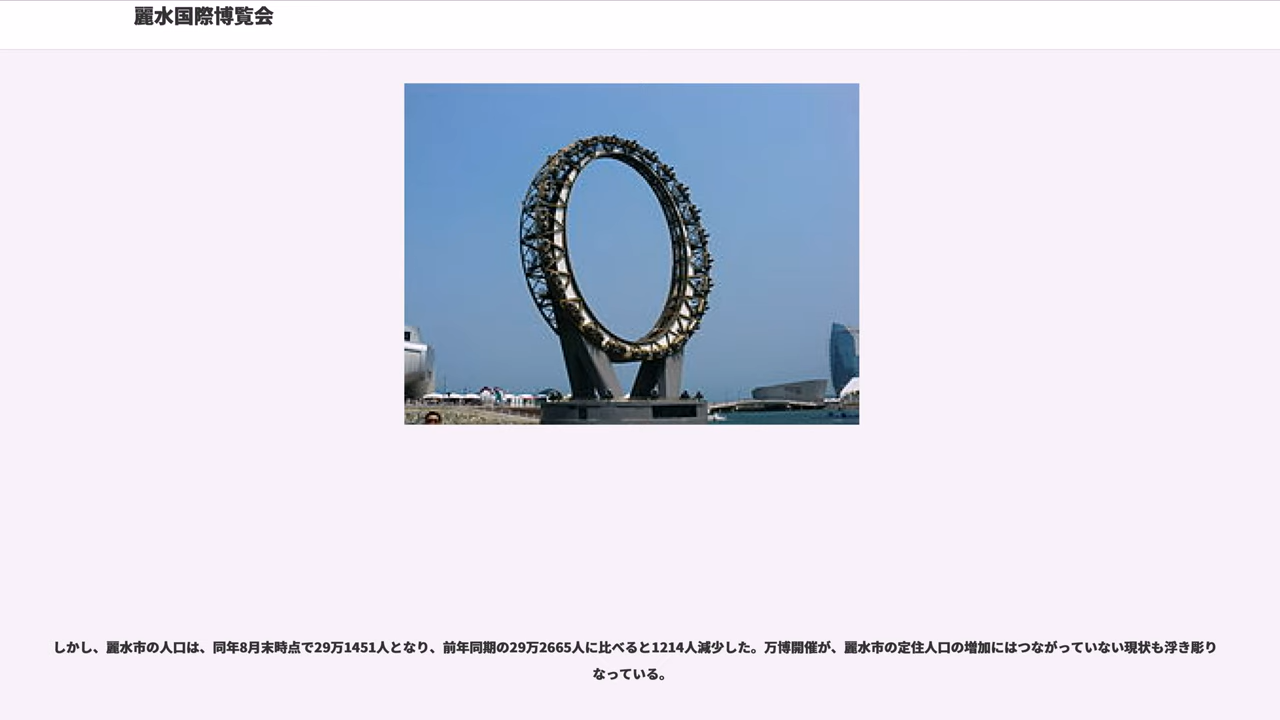 麗水国際博覧会
しかし、麗水市の人口は、同年8月末時点で29万1451人となり、前年同期の29万2665人に比べると1214人減少した。万博開催が、麗水市の定住人口の増加にはつながっていない現状も浮き彫り
なっている。